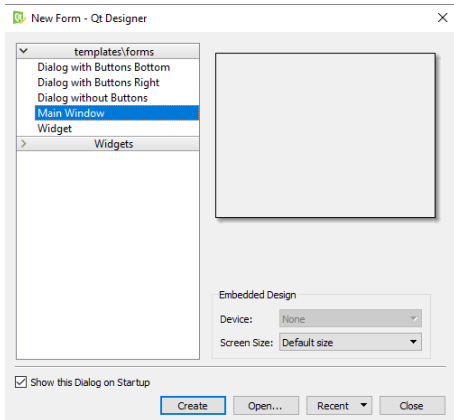 New Form - Qt Designer
templates\forms
Dialog with Buttons Bottom
Dialog with Buttons Right
Dialog without Buttons
Main Window
Widget
Widgets
Embedded Design
Device: None
Screen Size: Default size
Show this Dialog on Startup
Create Open... Recent Close